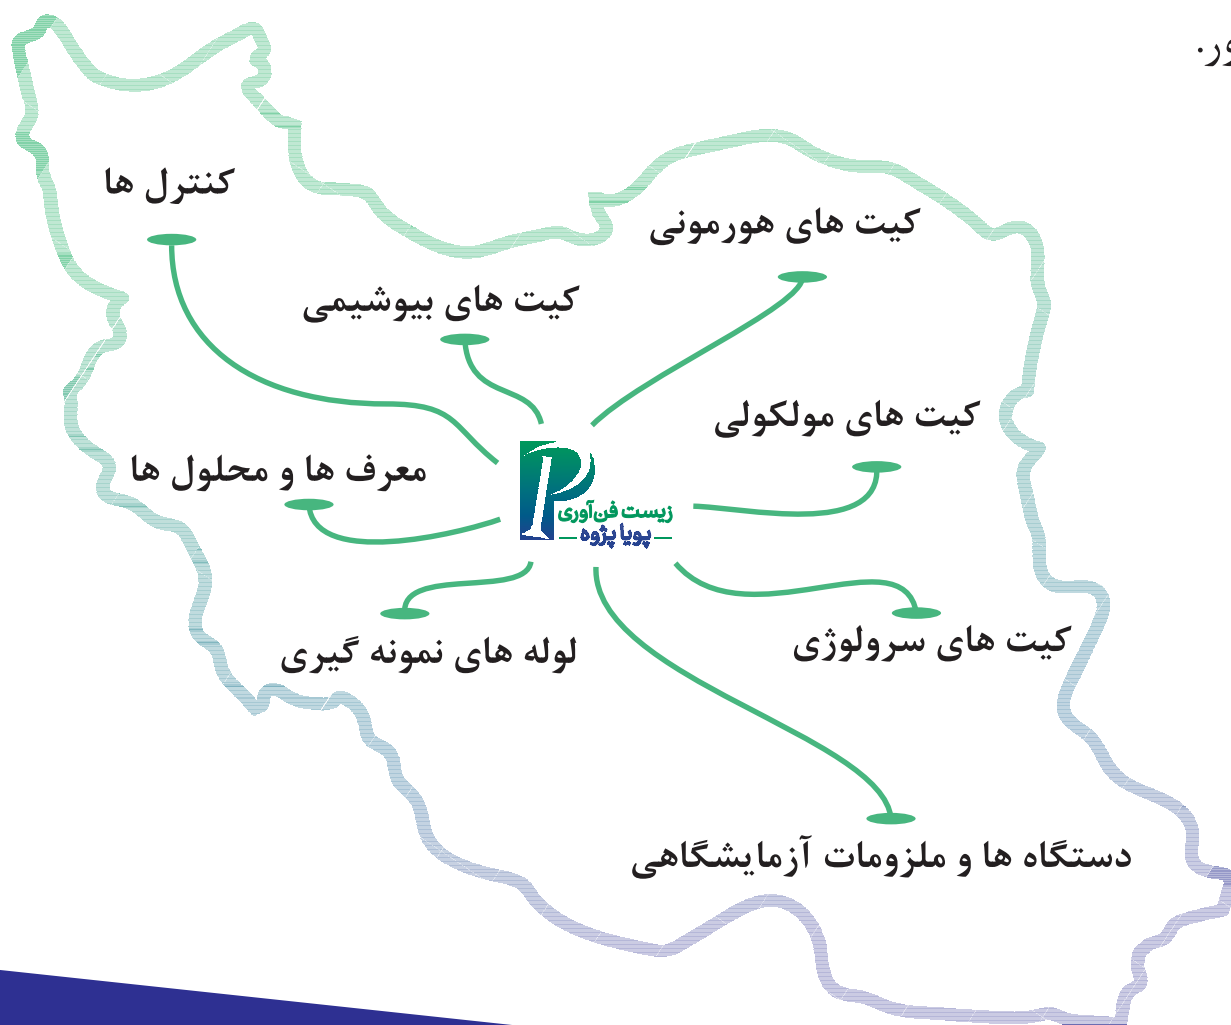 کنترل ها
کیت های هورمونی
کیت های بیوشیمی
کیت های مولکولی
معرف ها و محلول ها
زیست فن‌آوری
پویا پژوه
کیت های سرولوژی
لوله های نمونه گیری
دستگاه ها و ملزومات آزمایشگاهی